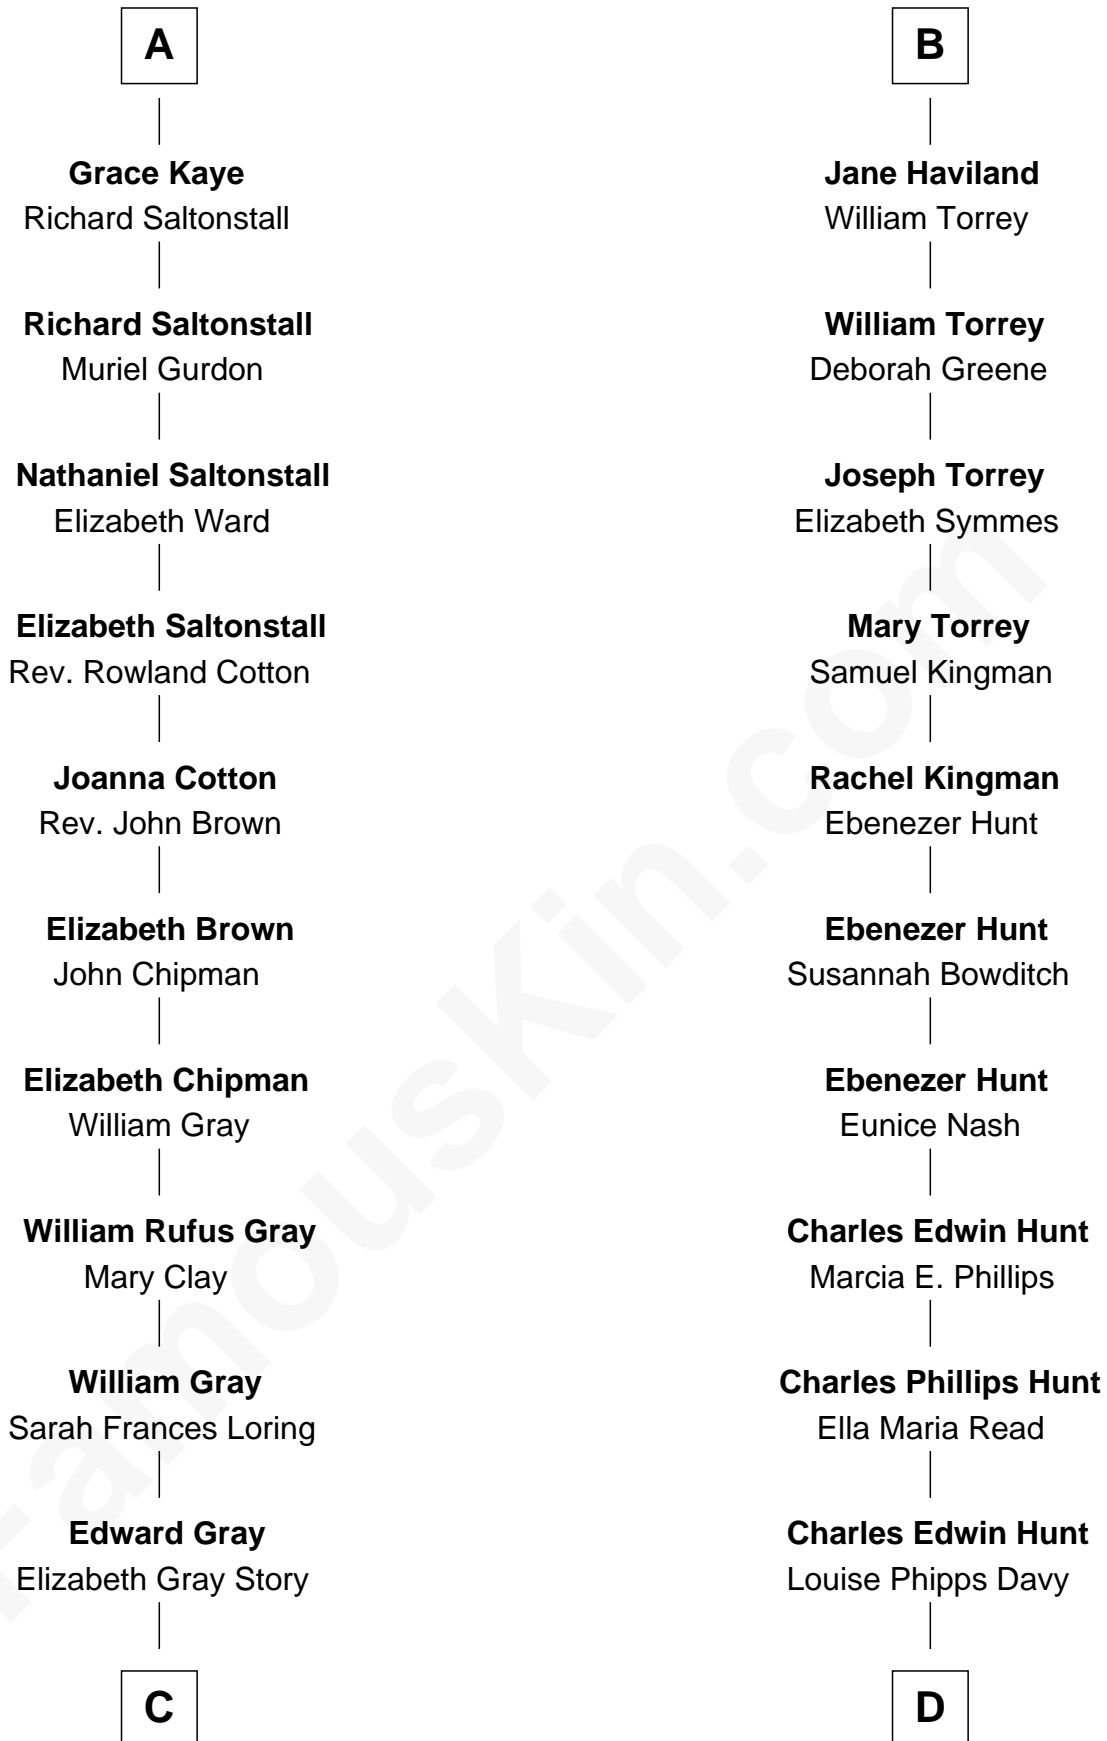 A
Grace Kaye
Richard Saltonstall
Richard Saltonstall
Muriel Gurdon
Nathaniel Saltonstall
Elizabeth Ward
Elizabeth Saltonstall
Rev. Rowland Cotton
Joanna Cotton
Rev. John Brown
Elizabeth Brown
John Chipman
Elizabeth Chipman
William Gray
William Rufus Gray
Mary Clay
William Gray
Sarah Frances Loring
Edward Gray
Elizabeth Gray Story
C
B
Jane Haviland
William Torrey
William Torrey
Deborah Greene
Joseph Torrey
Elizabeth Symmes
Mary Torrey
Samuel Kingman
Rachel Kingman
Ebenezer Hunt
Ebenezer Hunt
Susannah Bowditch
Ebenezer Hunt
Eunice Nash
Charles Edwin Hunt
Marcia E. Phillips
Charles Phillips Hunt
Ella Maria Read
Charles Edwin Hunt
Louise Phipps Davy
D
FamousKin.com